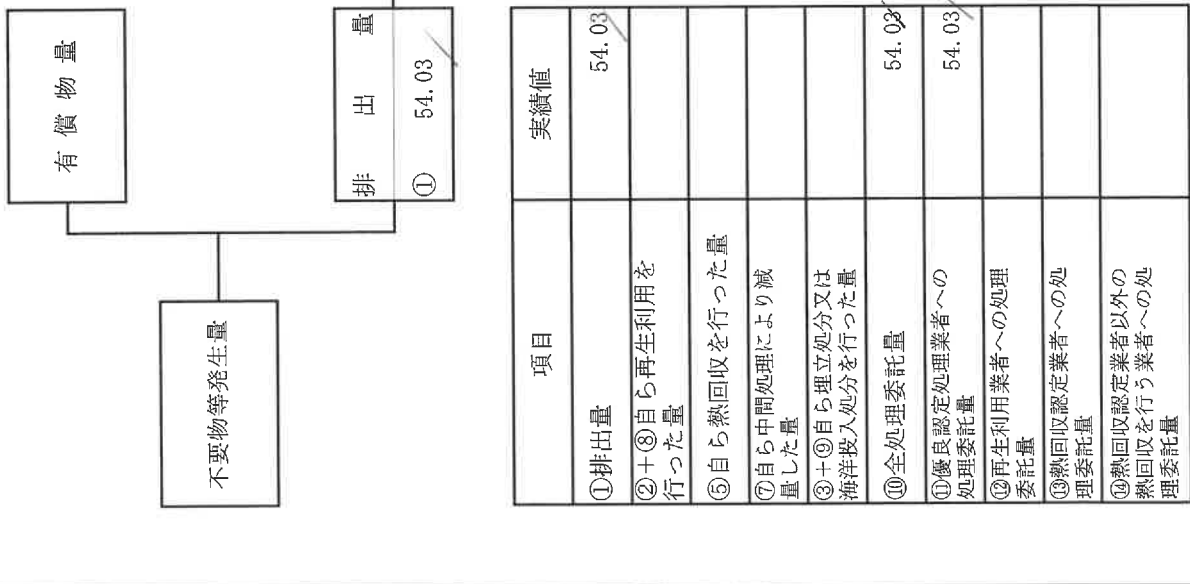 不要物等発生量
有償物量
排出量
① 54.03
項目 実績値
①排出量 54.03
②+⑧自ら再生利用を
行った量
⑤自ら熱回収を行った量
⑦自ら中間処理により減
量した量
③+⑨自ら埋立処分又は
海洋投入処分を行った量
⑩全処理委託量 54.03
⑪優良認定処理業者への
処理委託量 54.03
⑫再生利用業者への処理
委託量
⑬熱回収認定業者への処
理委託量
⑭熱回収認定業者以外の
熱回収を行う業者への処
理委託量